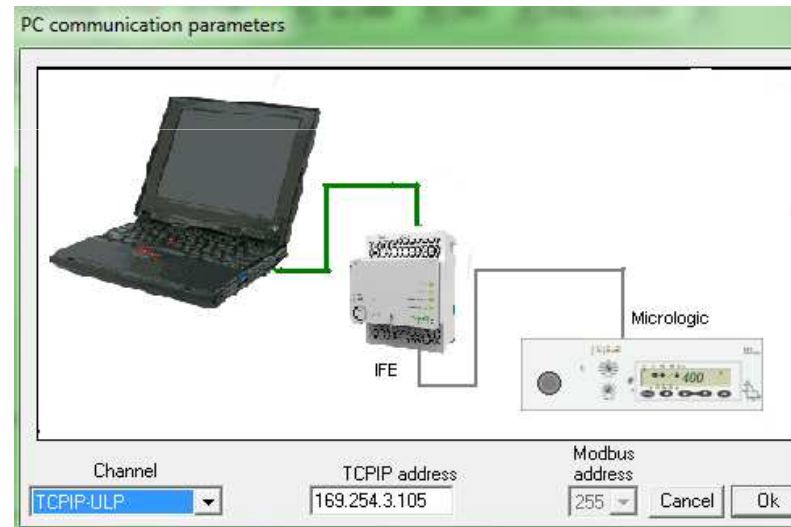 PC communication parameters
Micrologic
400
IFE
Channel
TCPIP address
Modbus
address
TCPIP-ULP
169.254.3.105
255
Cancel
Ok